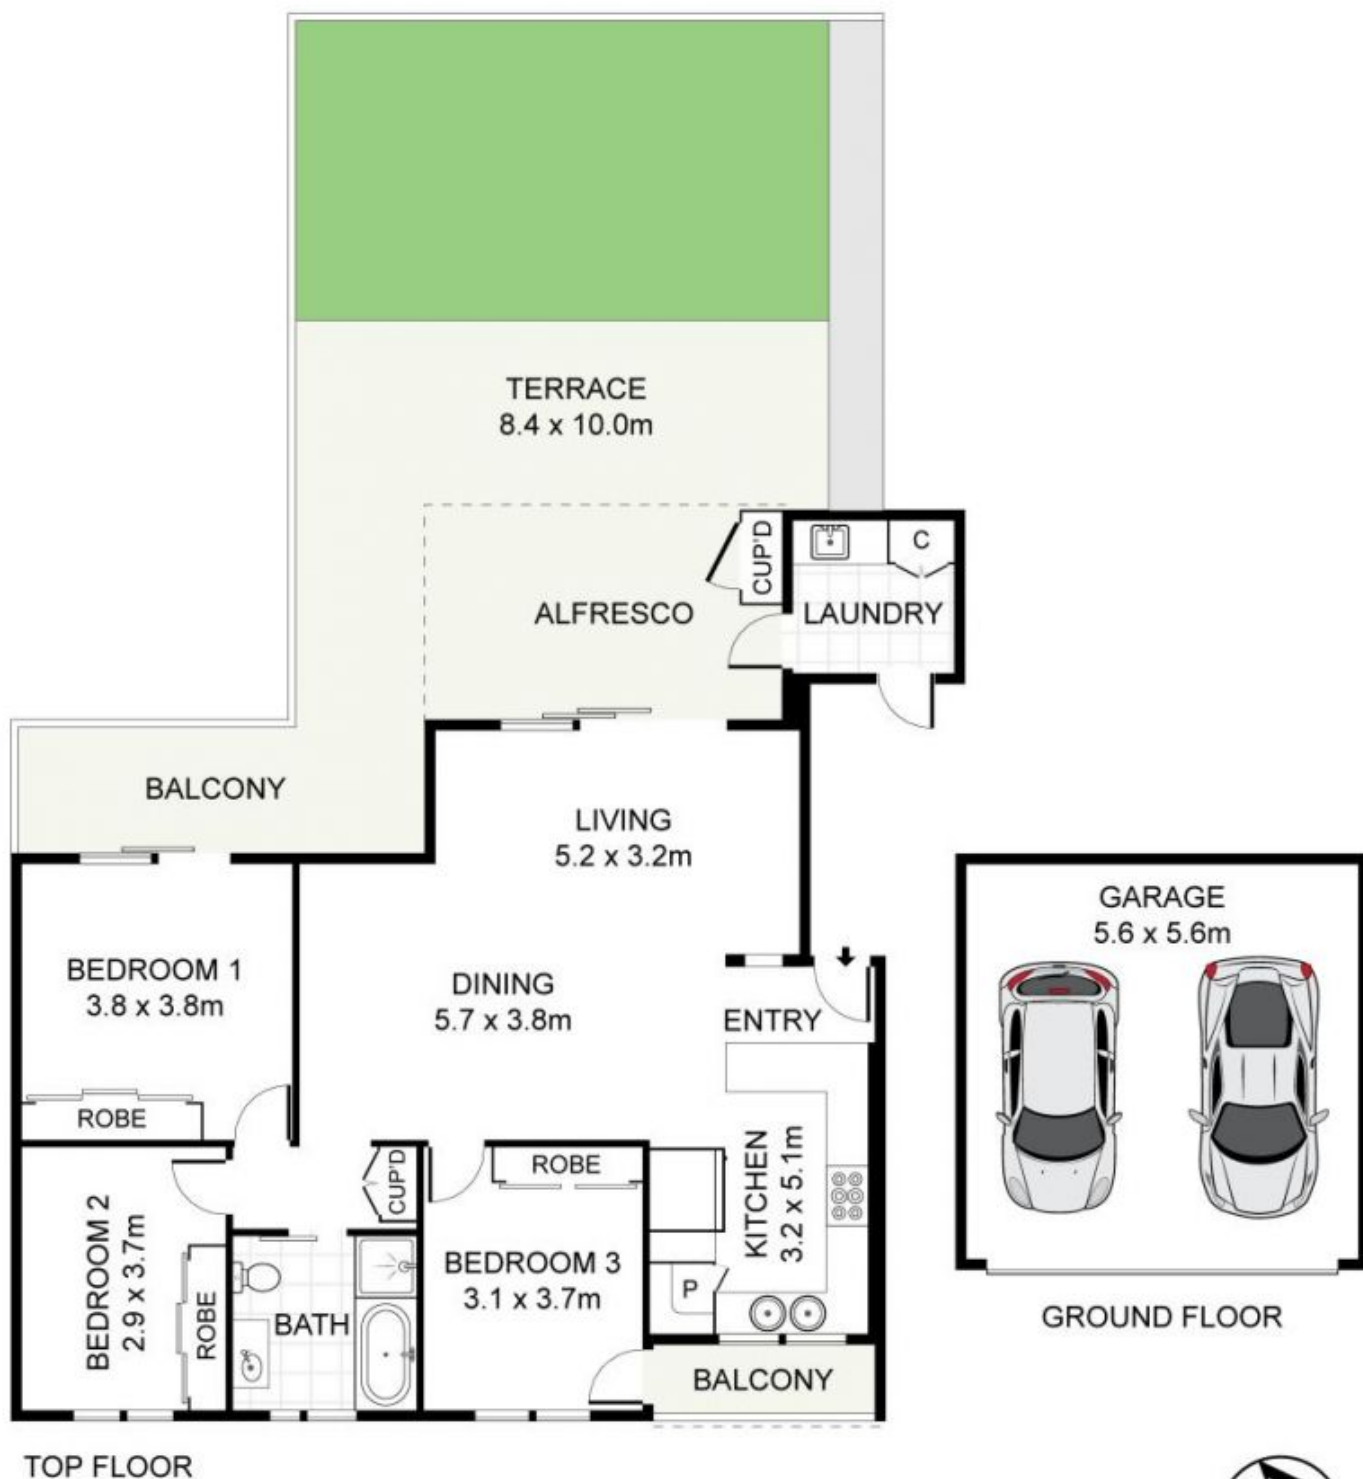 TERRACE
8.4 x 10.0m
CUP'D
C
ALFRESCO
LAUNDRY
BALCONY
LIVING
5.2 x 3.2m
GARAGE
5.6 x 5.6m
BEDROOM 1
3.8 x 3.8m
DINING
5.7 x 3.8m
ENTRY
ROBE
BEDROOM 2
2.9 x 3.7m
ROBE
CUP'D
BATH
ROBE
BEDROOM 3
3.1 x 3.7m
KITCHEN
3.2 x 5.1m
P
BALCONY
GROUND FLOOR
TOP FLOOR